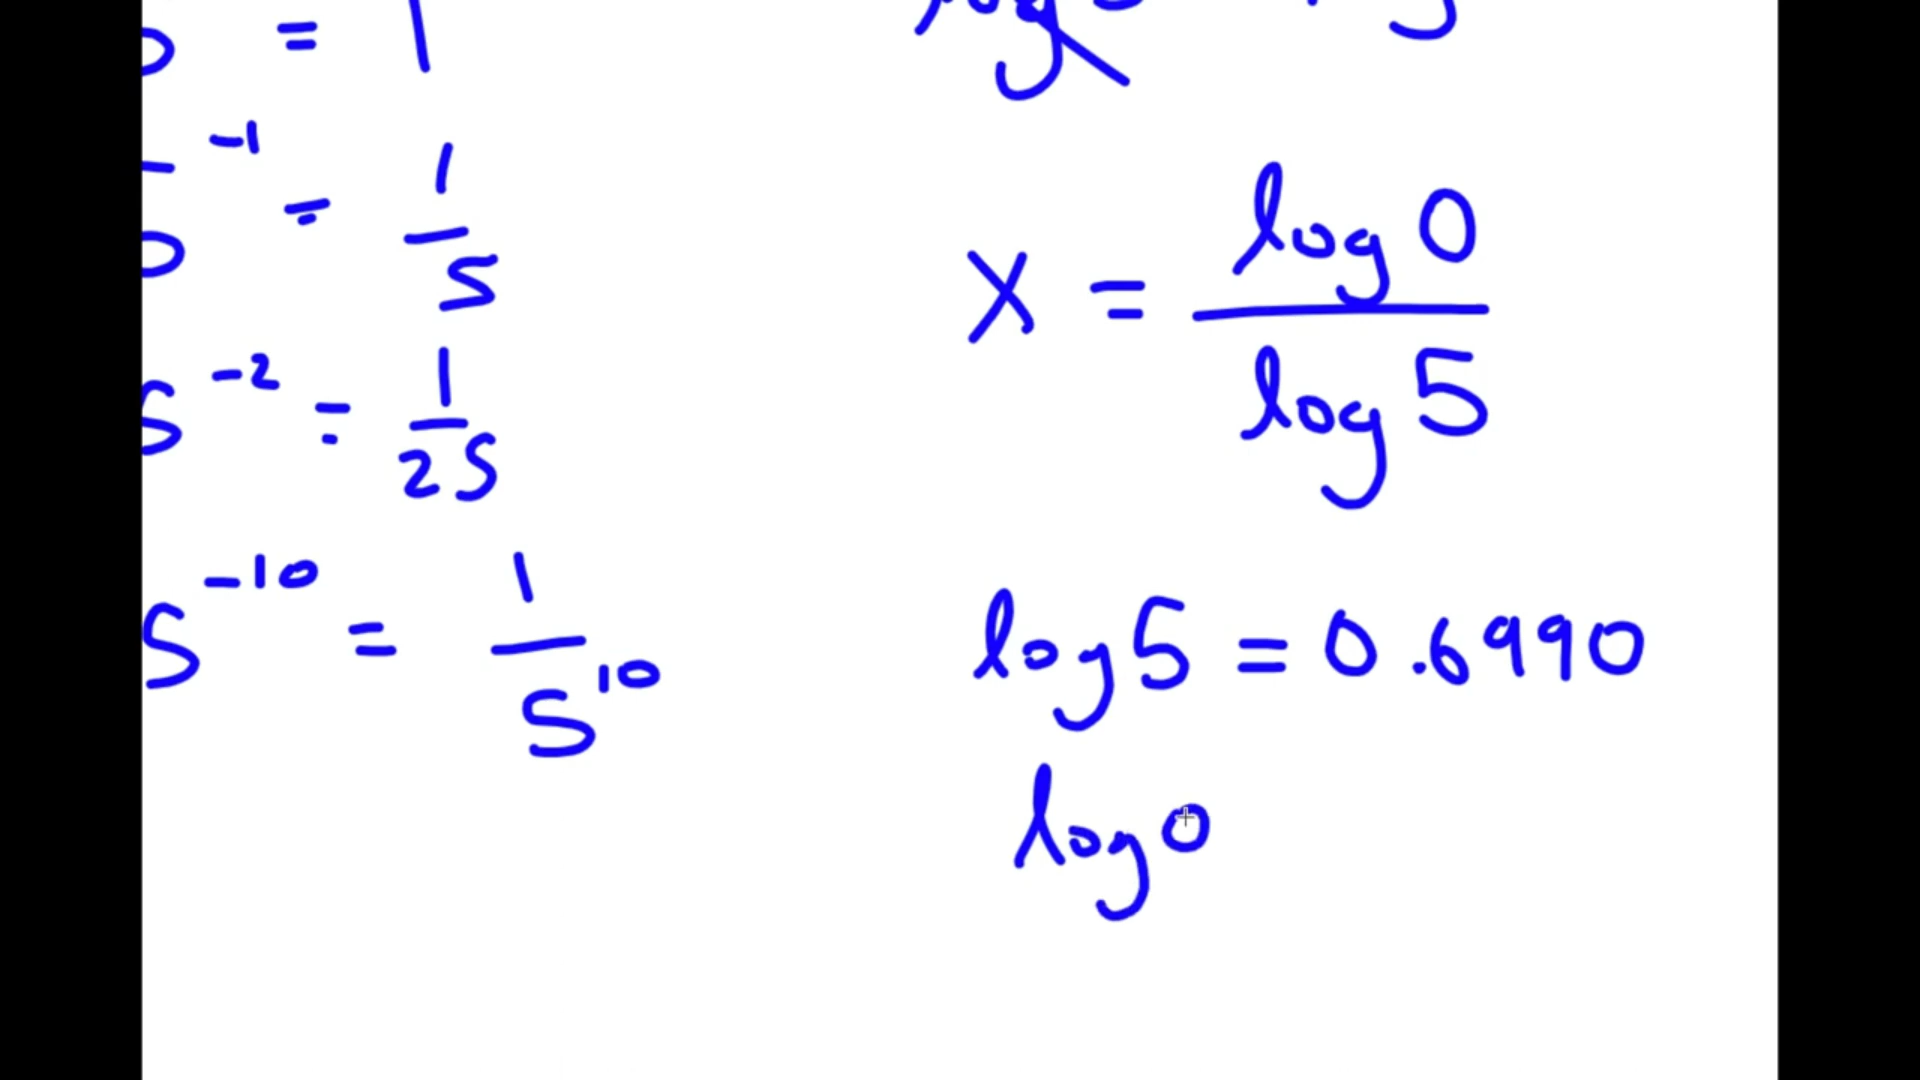 = 1
-1 = 1/5
5^-2 = 1/25
5^-10 = 1/5^10
x = log 0 / log 5
log 5 = 0.6990
log 0